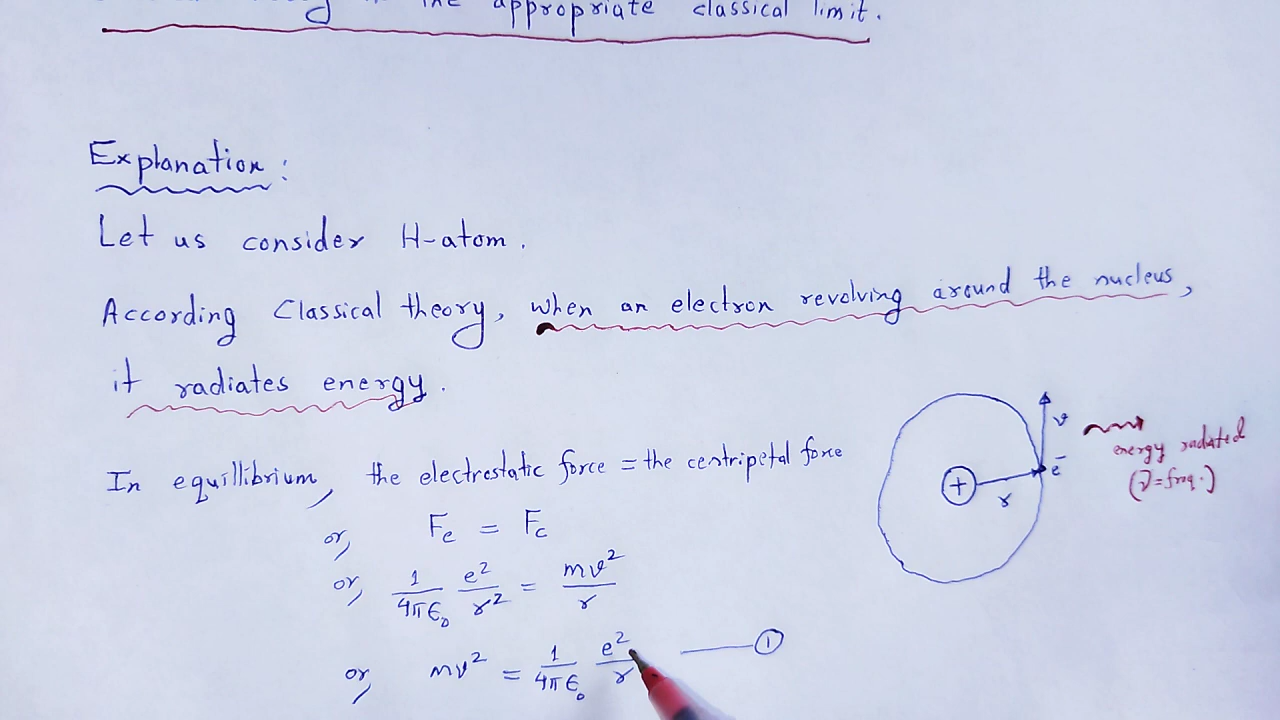 in the appropriate classical limit.
Explanation:
Let us consider H-atom.
According Classical theory, when an electron revolving around the nucleus,
it radiates energy.
In equillibrium, the electrostatic force = the centripetal force
or, Fe = Fc
or, 1/4πϵ₀ e²/r² = mv²/r
or, mv² = 1/4πϵ₀ e²/r ——— ①
+
r
v
e⁻
energy radiated
(ν = freq.)